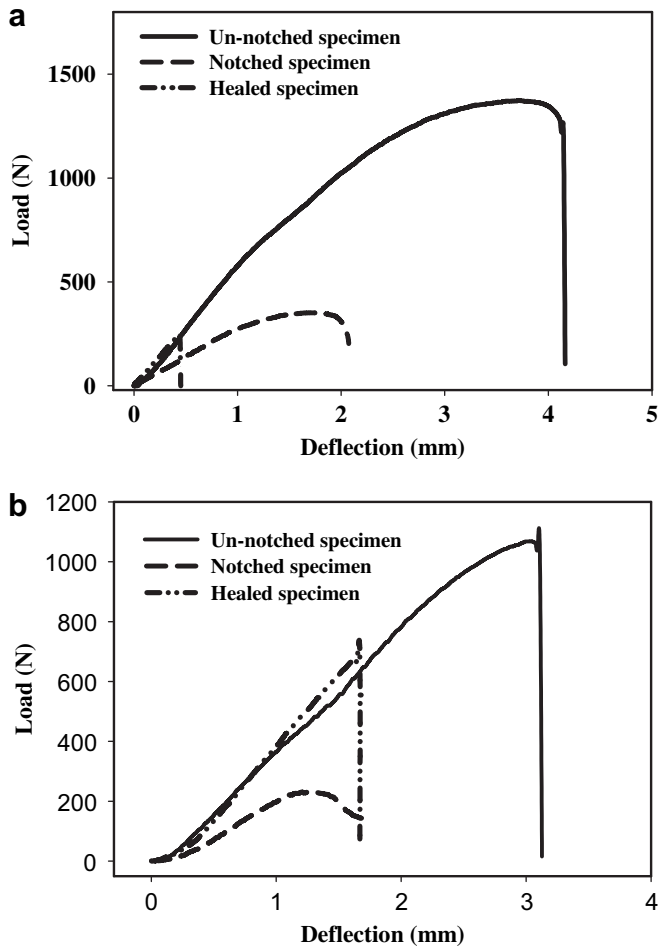 a
Un-notched specimen
Notched specimen
Healed specimen
1500
1000
500
0
Load (N)
0 1 2 3 4 5
Deflection (mm)
b
1200
Un-notched specimen
Notched specimen
Healed specimen
1000
800
600
400
200
0
Load (N)
0 1 2 3 4
Deflection (mm)